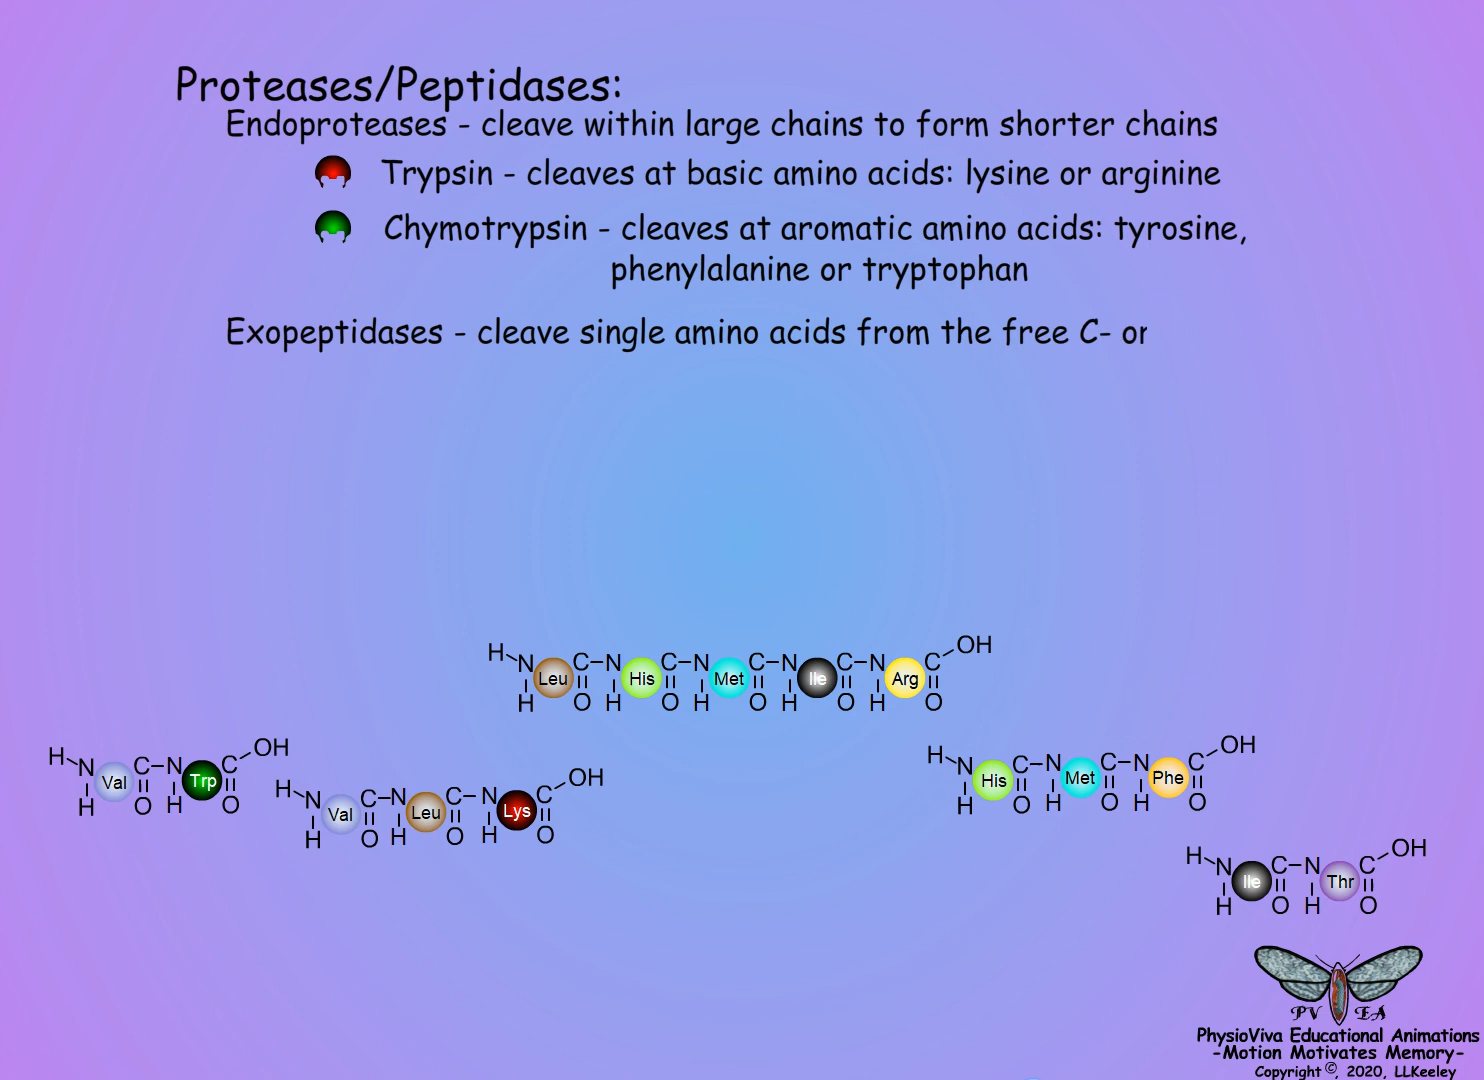 Proteases/Peptidases:
Endoproteases - cleave within large chains to form shorter chains
Trypsin - cleaves at basic amino acids: lysine or arginine
Chymotrypsin - cleaves at aromatic amino acids: tyrosine,
phenylalanine or tryptophan
Exopeptidases - cleave single amino acids from the free C- or
H N Leu C N His C N Met C N Ile C N Arg C OH
H O H O H O H O H O
H N Val C N Trp C OH
H O H O
H N Val C N Leu C N Lys C OH
H O H O H O
H N His C N Met C N Phe C OH
H O H O H O
H N Ile C N Thr C OH
H O H O
PV EA
PhysioViva Educational Animations
-Motion Motivates Memory-
Copyright ©, 2020, LLKeeley